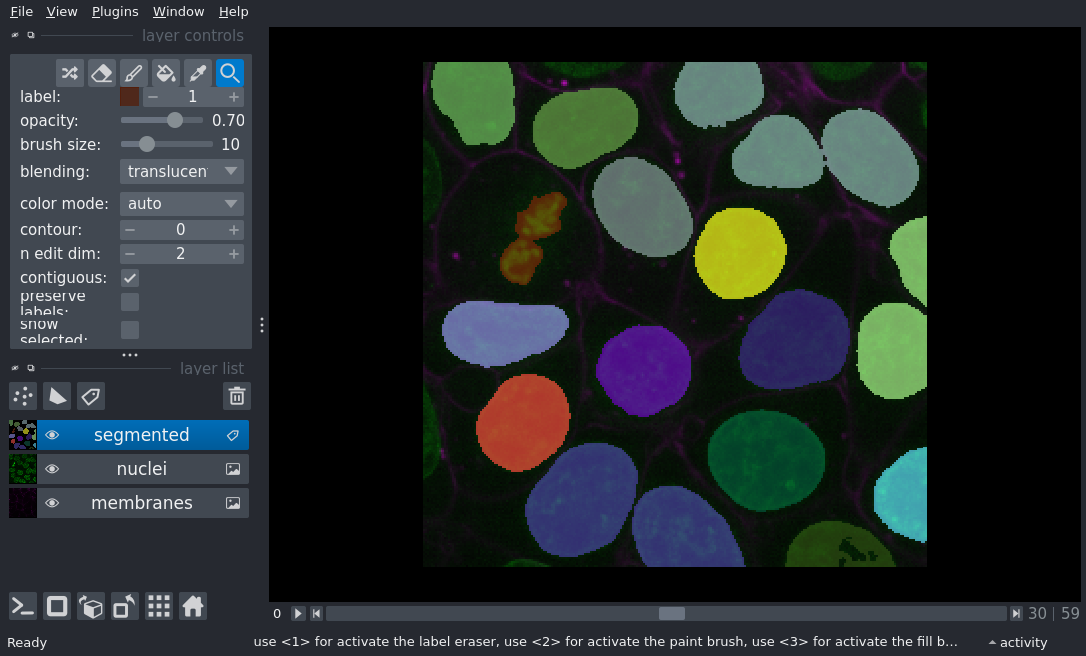 File View Plugins Window Help
layer controls
label: 1
opacity: 0.70
brush size: 10
blending: translucen
color mode: auto
contour: 0
n edit dim: 2
contiguous:
preserve
labels:
show
selected:
layer list
segmented
nuclei
membranes
0 30 | 59
Ready use <1> for activate the label eraser, use <2> for activate the paint brush, use <3> for activate the fill b... activity